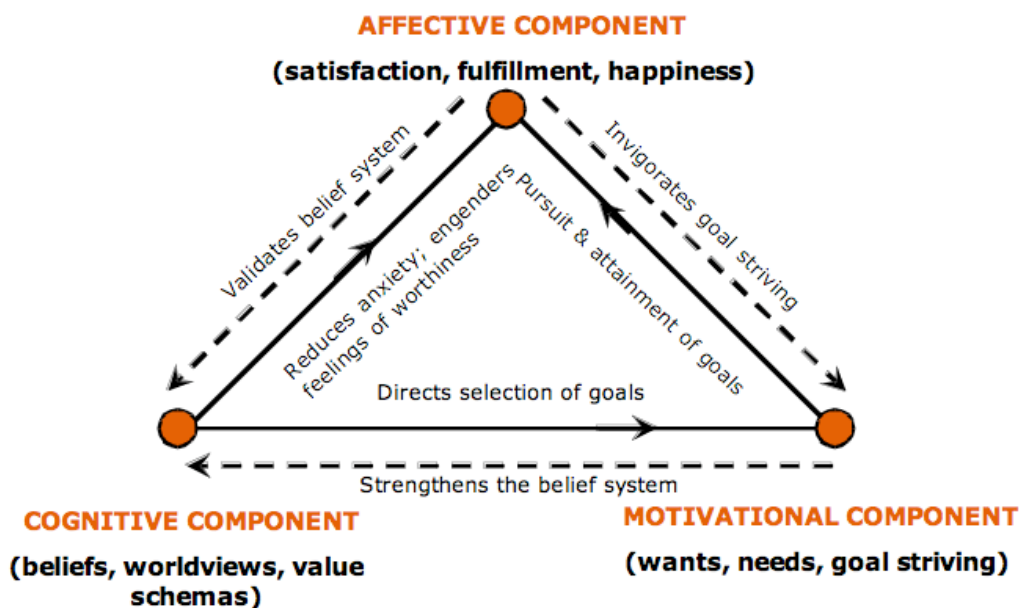 AFFECTIVE COMPONENT
(satisfaction, fulfillment, happiness)
Validates belief system
Reduces anxiety; engenders
feelings of worthiness
Pursuit & attainment of goals
Invigorates goal striving
Directs selection of goals
Strengthens the belief system
COGNITIVE COMPONENT
(beliefs, worldviews, value
schemas)
MOTIVATIONAL COMPONENT
(wants, needs, goal striving)